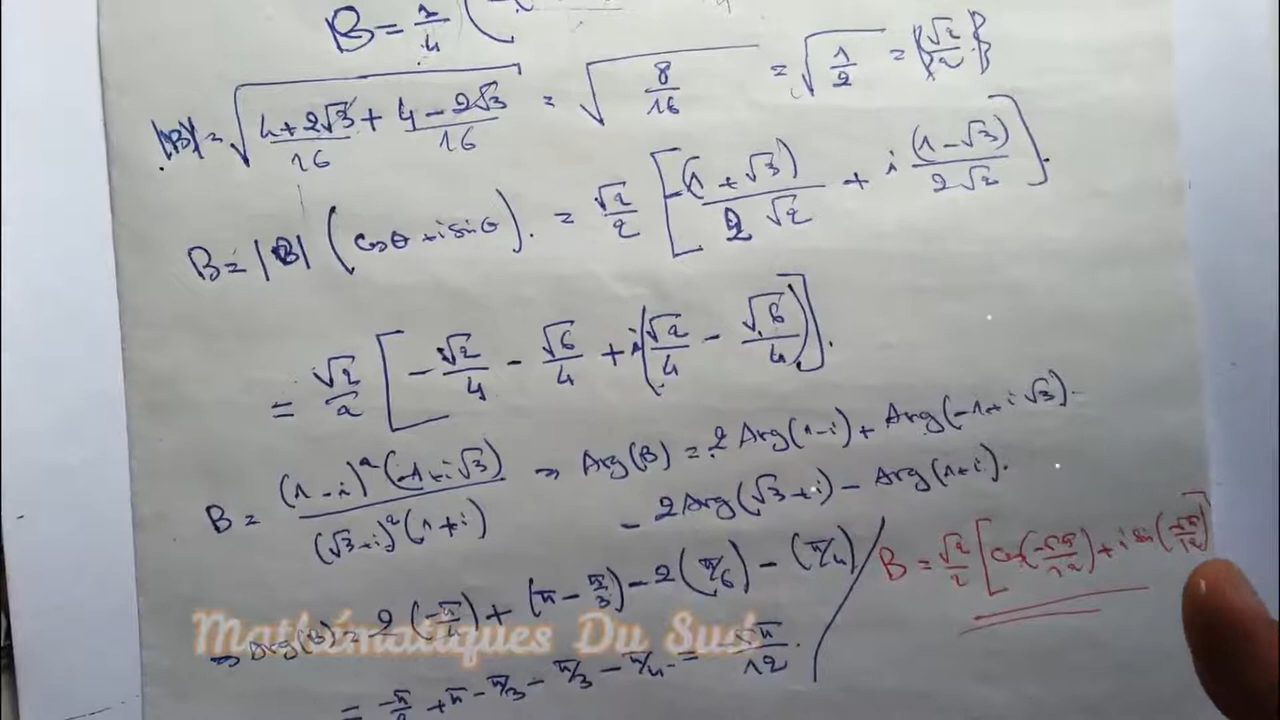 B = 1/4 (
|B| = √((4+2√3)/16 + (4-2√3)/16) = √(8/16) = √(1/2) = √2/2
B = |B| (cosθ + i sinθ). = √2/2 [-(1+√3)/(2√2) + i (1-√3)/(2√2)].
= √2/2 [-√2/4 - √6/4 + i(√2/4 - √6/4)].
B = (1-i)²(-1+i√3)/((√3+i)²(1+i)) ⇒ Arg(B) = 2Arg(1-i) + Arg(-1+i√3).
- 2Arg(√3+i) - Arg(1+i).
⇒ Arg(B) = 2(-π/4) + (π - π/3) - 2(π/6) - (π/4)
= -π/2 + π - π/3 - π/3 - π/4 = -5π/12.
B = √2/2 [cos(-5π/12) + i sin(-5π/12)]
Mathématiques Du Sud